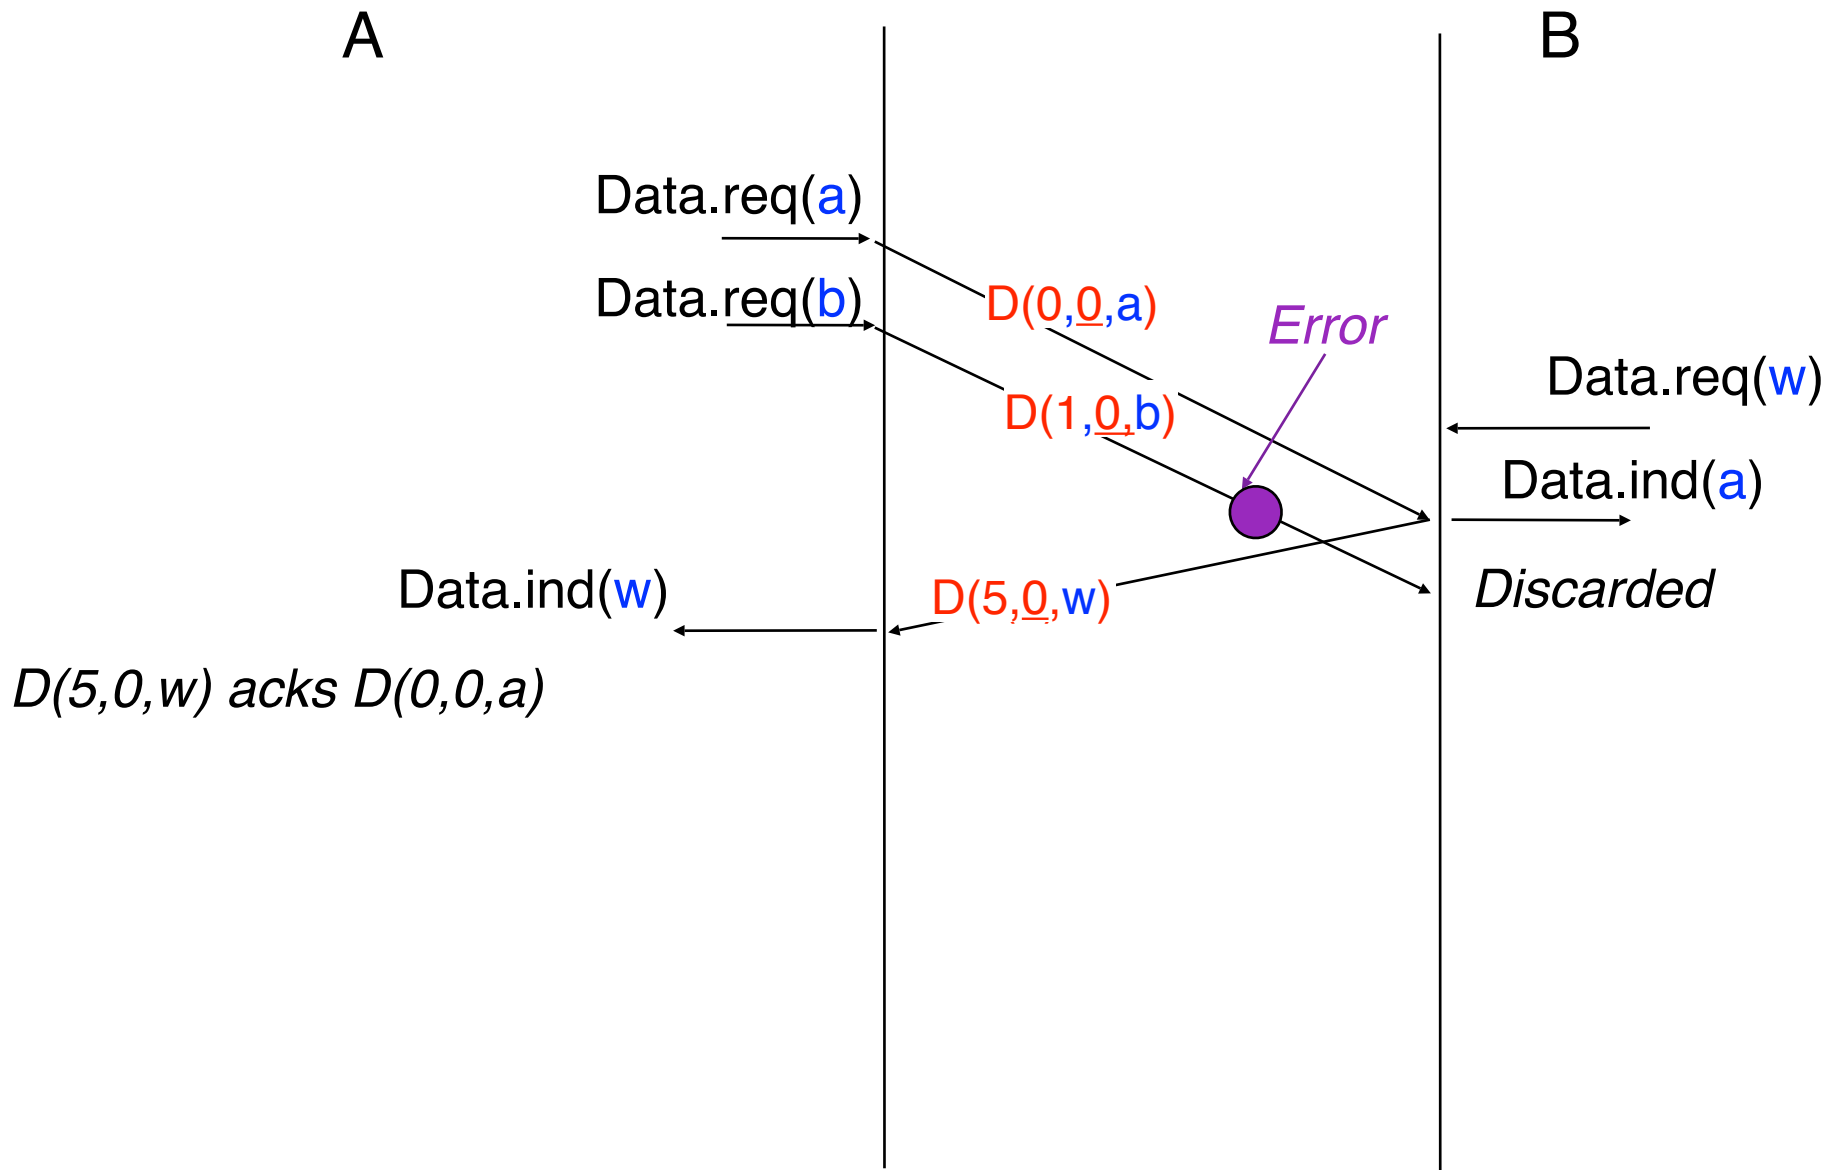 A
B
Data.req(a)
Data.req(b)
D(0,0,a)
Error
D(1,0,b)
Data.req(w)
Data.ind(a)
Data.ind(w)
D(5,0,w)
Discarded
D(5,0,w) acks D(0,0,a)